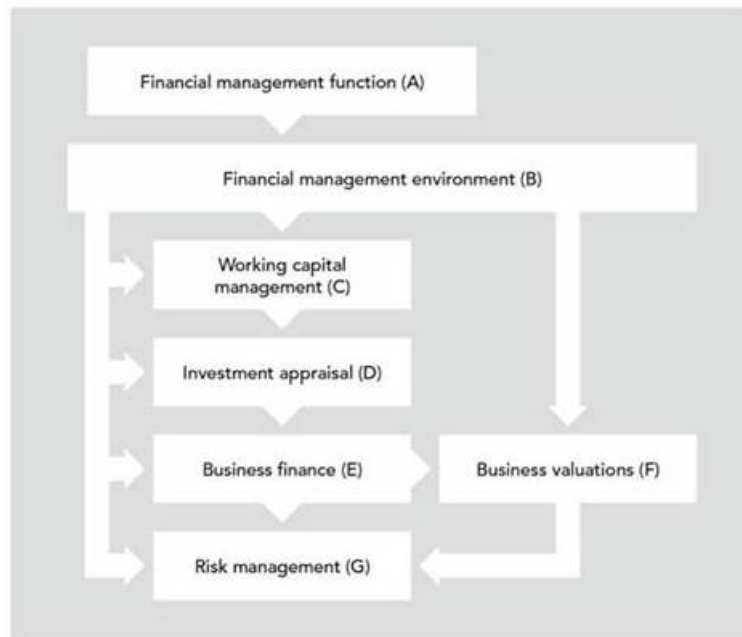 Financial management function (A)
Financial management environment (B)
Working capital
management (C)
Investment appraisal (D)
Business finance (E)
Business valuations (F)
Risk management (G)